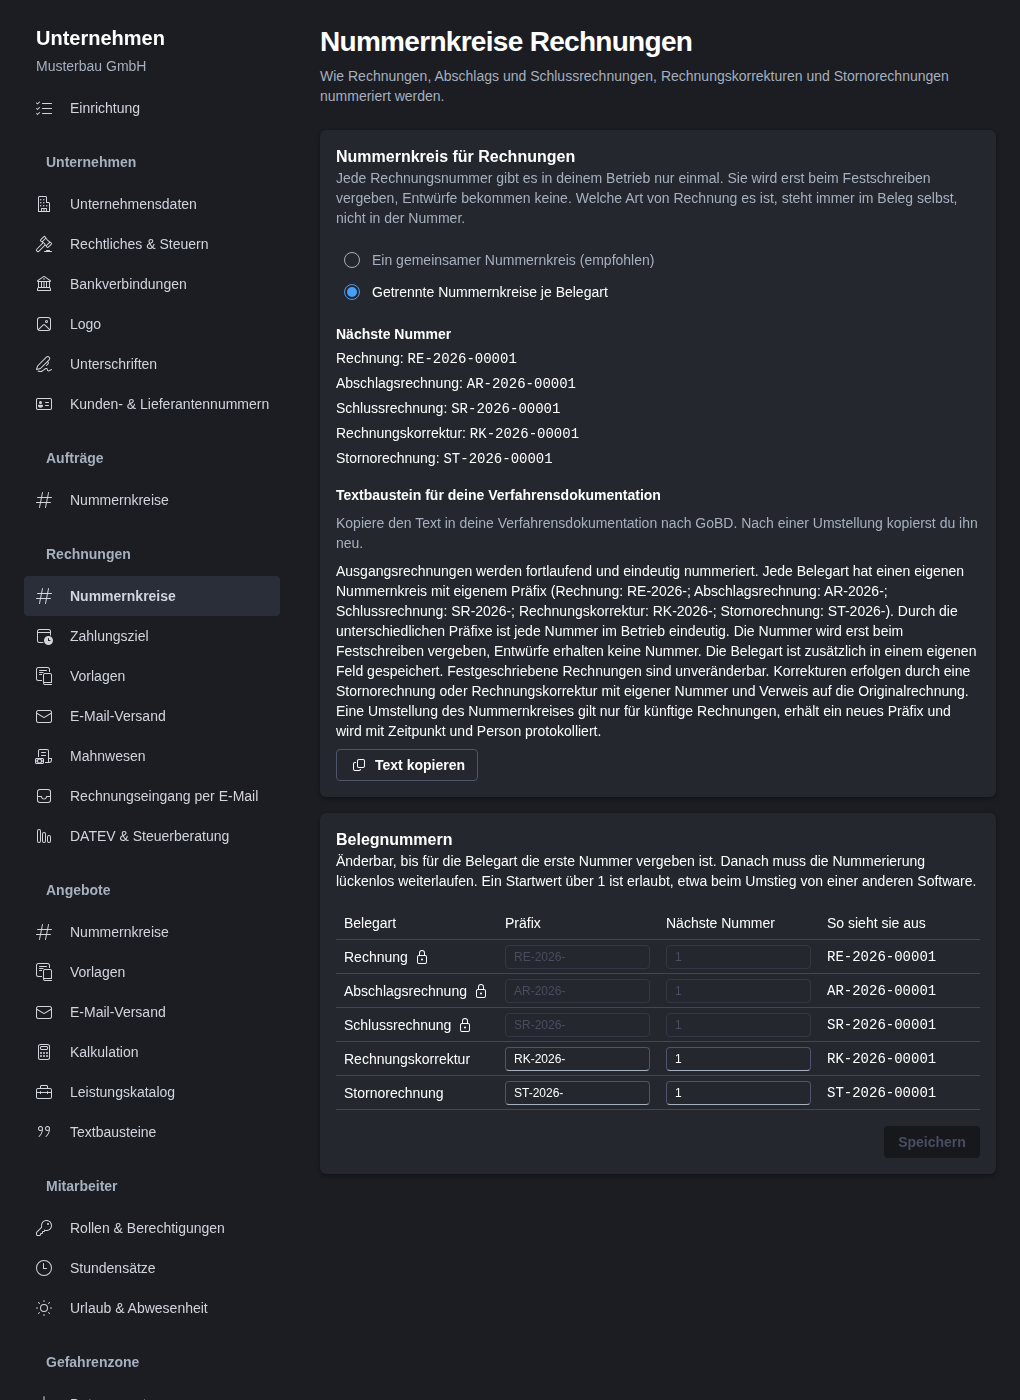 Unternehmen
Musterbau GmbH
Einrichtung
Unternehmen
Unternehmensdaten
Rechtliches & Steuern
Bankverbindungen
Logo
Unterschriften
Kunden- & Lieferantennummern
Aufträge
Nummernkreise
Rechnungen
Nummernkreise
Zahlungsziel
Vorlagen
E-Mail-Versand
Mahnwesen
Rechnungseingang per E-Mail
DATEV & Steuerberatung
Angebote
Nummernkreise
Vorlagen
E-Mail-Versand
Kalkulation
Leistungskatalog
Textbausteine
Mitarbeiter
Rollen & Berechtigungen
Stundensätze
Urlaub & Abwesenheit
Gefahrenzone
Nummernkreise Rechnungen
Wie Rechnungen, Abschlags und Schlussrechnungen, Rechnungskorrekturen und Stornorechnungen
nummeriert werden.
Nummernkreis für Rechnungen
Jede Rechnungsnummer gibt es in deinem Betrieb nur einmal. Sie wird erst beim Festschreiben
vergeben, Entwürfe bekommen keine. Welche Art von Rechnung es ist, steht immer im Beleg selbst,
nicht in der Nummer.
Ein gemeinsamer Nummernkreis (empfohlen)
Getrennte Nummernkreise je Belegart
Nächste Nummer
Rechnung: RE-2026-00001
Abschlagsrechnung: AR-2026-00001
Schlussrechnung: SR-2026-00001
Rechnungskorrektur: RK-2026-00001
Stornorechnung: ST-2026-00001
Textbaustein für deine Verfahrensdokumentation
Kopiere den Text in deine Verfahrensdokumentation nach GoBD. Nach einer Umstellung kopierst du ihn
neu.
Ausgangsrechnungen werden fortlaufend und eindeutig nummeriert. Jede Belegart hat einen eigenen
Nummernkreis mit eigenem Präfix (Rechnung: RE-2026-; Abschlagsrechnung: AR-2026-;
Schlussrechnung: SR-2026-; Rechnungskorrektur: RK-2026-; Stornorechnung: ST-2026-). Durch die
unterschiedlichen Präfixe ist jede Nummer im Betrieb eindeutig. Die Nummer wird erst beim
Festschreiben vergeben, Entwürfe erhalten keine Nummer. Die Belegart ist zusätzlich in einem eigenen
Feld gespeichert. Festgeschriebene Rechnungen sind unveränderbar. Korrekturen erfolgen durch eine
Stornorechnung oder Rechnungskorrektur mit eigener Nummer und Verweis auf die Originalrechnung.
Eine Umstellung des Nummernkreises gilt nur für künftige Rechnungen, erhält ein neues Präfix und
wird mit Zeitpunkt und Person protokolliert.
Text kopieren
Belegnummern
Änderbar, bis für die Belegart die erste Nummer vergeben ist. Danach muss die Nummerierung
lückenlos weiterlaufen. Ein Startwert über 1 ist erlaubt, etwa beim Umstieg von einer anderen Software.
Belegart Präfix Nächste Nummer So sieht sie aus
Rechnung RE-2026- 1 RE-2026-00001
Abschlagsrechnung AR-2026- 1 AR-2026-00001
Schlussrechnung SR-2026- 1 SR-2026-00001
Rechnungskorrektur RK-2026- 1 RK-2026-00001
Stornorechnung ST-2026- 1 ST-2026-00001
Speichern